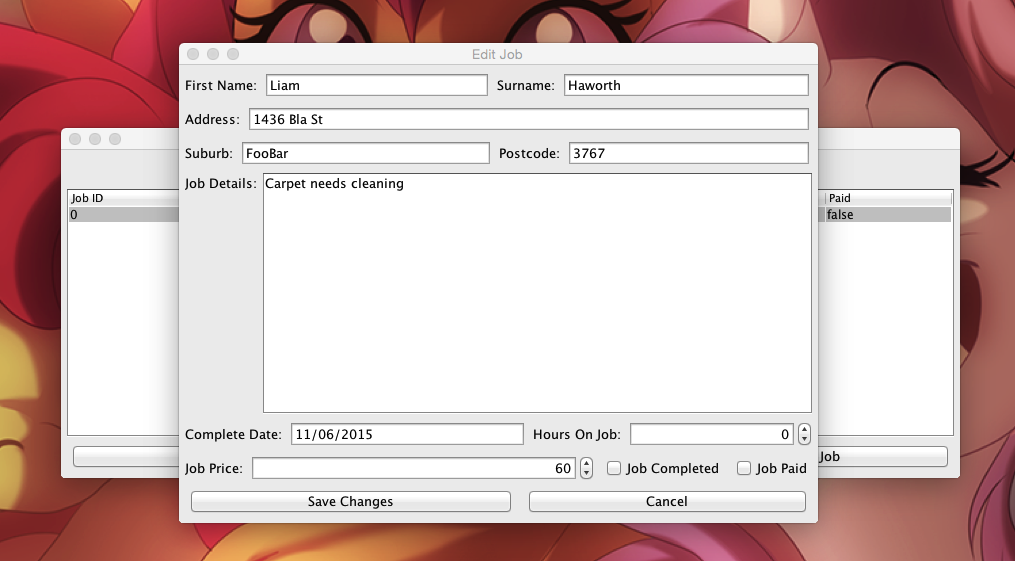 Edit Job
First Name: Liam Surname: Haworth
Address: 1436 Bla St
Suburb: FooBar Postcode: 3767
Job Details: Carpet needs cleaning
Job ID Paid
0 false
Complete Date: 11/06/2015 Hours On Job: 0
Job
Job Price: 60 Job Completed Job Paid
Save Changes Cancel